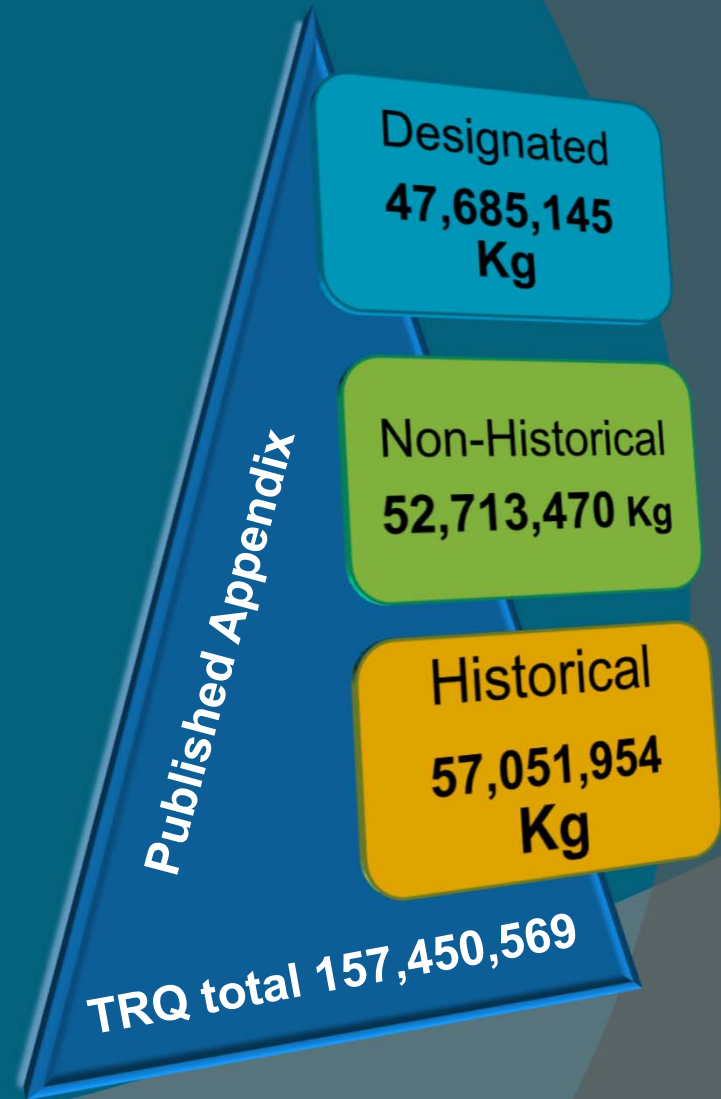 Designated
47,685,145
Kg
Non-Historical
52,713,470 Kg
Historical
57,051,954
Kg
Published Appendix
TRQ total 157,450,569